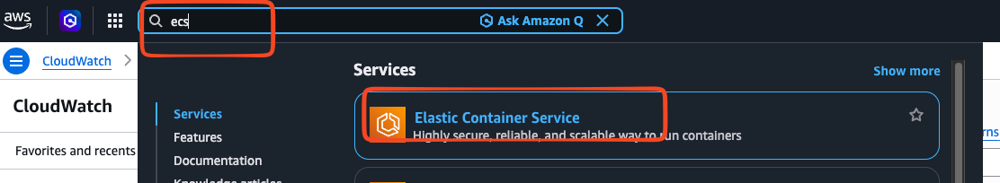 aws
ecs
Ask Amazon Q
CloudWatch
CloudWatch
Favorites and recents
Services
Features
Documentation
Knowledge articles
Services
Show more
Elastic Container Service
Highly secure, reliable, and scalable way to run containers
rns